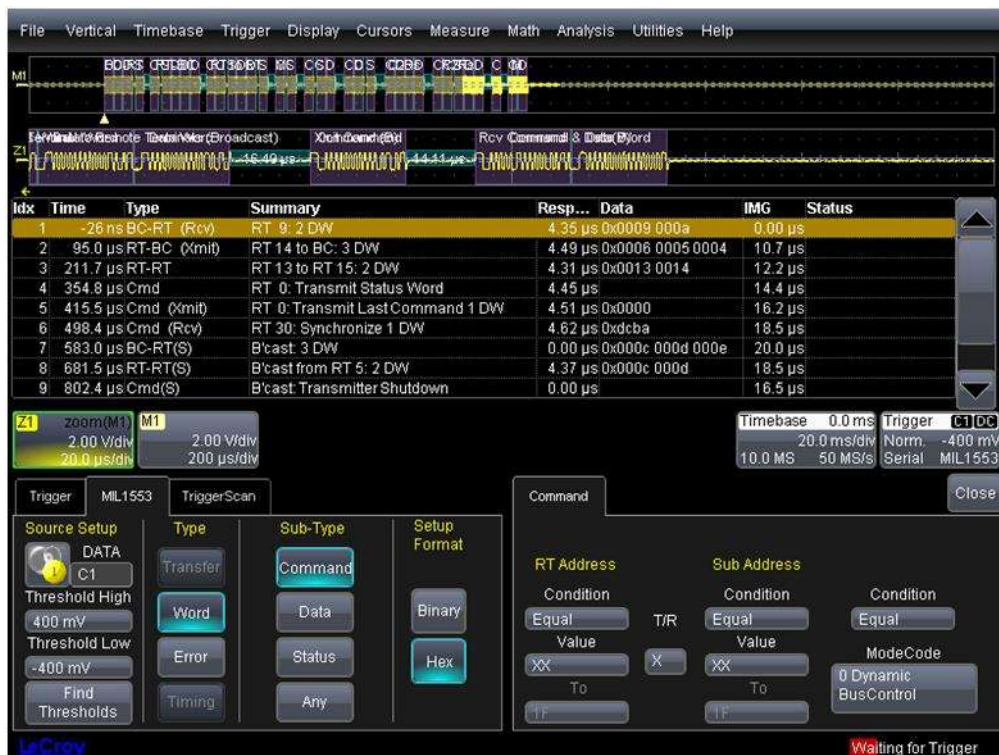 File Vertical Timebase Trigger Display Cursors Measure Math Analysis Utilities Help
M1
Z1
16.49 µs
14.11 µs
Idx Time Type Summary Resp... Data IMG Status
1 -26 ns BC-RT (Rcv) RT 9: 2 DW 4.35 µs 0x0009 000a 0.00 µs
2 95.0 µs RT-BC (Xmit) RT 14 to BC: 3 DW 4.49 µs 0x0006 0005 0004 10.7 µs
3 211.7 µs RT-RT RT 13 to RT 15: 2 DW 4.31 µs 0x0013 0014 12.2 µs
4 354.8 µs Cmd RT 0: Transmit Status Word 4.45 µs 14.4 µs
5 415.5 µs Cmd (Xmit) RT 0: Transmit Last Command 1 DW 4.51 µs 0x0000 16.2 µs
6 498.4 µs Cmd (Rcv) RT 30: Synchronize 1 DW 4.62 µs 0xdcba 18.5 µs
7 583.0 µs BC-RT(S) B'cast: 3 DW 0.00 µs 0x000c 000d 000e 20.0 µs
8 681.5 µs RT-RT(S) B'cast from RT 5: 2 DW 4.37 µs 0x000c 000d 18.5 µs
9 802.4 µs Cmd(S) B'cast: Transmitter Shutdown 0.00 µs 16.5 µs
Z1 zoom(M1)
2.00 V/div
20.0 µs/div
M1
2.00 V/div
200 µs/div
Timebase 0.0 ms
20.0 ms/div
10.0 MS 50 MS/s
Trigger C1 DC
Norm. -400 mV
Serial MIL1553
Trigger MIL1553 TriggerScan
Source Setup
DATA
C1
Threshold High
400 mV
Threshold Low
-400 mV
Find
Thresholds
Type
Transfer
Word
Error
Timing
Sub-Type
Command
Data
Status
Any
Setup
Format
Binary
Hex
Command
Close
RT Address
Condition
Equal
Value
XX
To
1F
T/R
X
Sub Address
Condition
Equal
Value
XX
To
1F
Condition
Equal
ModeCode
0 Dynamic
BusControl
LeCroy
Waiting for Trigger